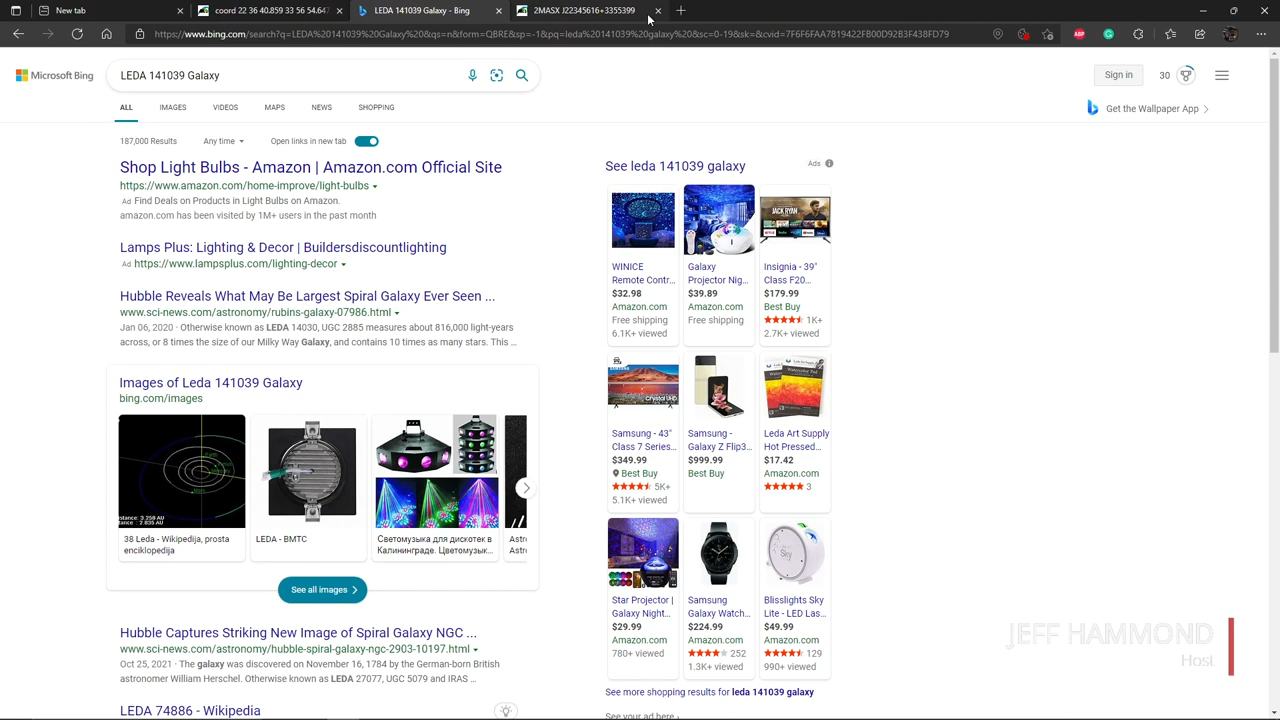 New tab
40.859 LEDA 33 56 54.647
LEDA 141039 Galaxy - Bing
2MASX J22345616+3355399
https://www.bing.com/search?q=LEDA%20141039%20Galaxy%20&qs=n&form=QBRE&sp=-1&pq=leda%20141039%20galaxy%20&sc=0-19&sk=&cvid=7F6F6FAA7819422FB00D92B3F438FD79
Microsoft Bing
LEDA 141039 Galaxy
Sign in
30
ALL
IMAGES
VIDEOS
MAPS
NEWS
SHOPPING
Get the Wallpaper App
187,000 Results
Any time
Open links in new tab
Shop Light Bulbs - Amazon | Amazon.com Official Site
https://www.amazon.com/home-improve/light-bulbs
Ad Find Deals on Products in Light Bulbs on Amazon.
amazon.com has been visited by 1M+ users in the past month
Lamps Plus: Lighting & Decor | Buildersdiscountlighting
Ad https://www.lampsplus.com/lighting-decor
Hubble Reveals What May Be Largest Spiral Galaxy Ever Seen ...
www.sci-news.com/astronomy/rubins-galaxy-07986.html
Jan 06, 2020 · Otherwise known as LEDA 14030, UGC 2885 measures about 816,000 light-years
across, or 8 times the size of our Milky Way Galaxy, and contains 10 times as many stars. This ...
Images of Leda 141039 Galaxy
bing.com/images
38 Leda - Wikipedija, prosta
enciklopedija
LEDA - BMTC
Светомузыка для дискотек в
Калининграде. Цветомузык...
Astr
Astro
See all images
Hubble Captures Striking New Image of Spiral Galaxy NGC ...
www.sci-news.com/astronomy/hubble-spiral-galaxy-ngc-2903-10197.html
Oct 25, 2021 · The galaxy was discovered on November 16, 1784 by the German-born British
astronomer William Herschel. Otherwise known as LEDA 27077, UGC 5079 and IRAS ...
LEDA 74886 - Wikipedia
See leda 141039 galaxy
Ads
WINICE
Remote Contr...
$32.98
Amazon.com
Free shipping
6.1K+ viewed
Galaxy
Projector Nig...
$39.89
Amazon.com
Free shipping
JACK RYAN
Insignia - 39"
Class F20...
$179.99
Best Buy
1K+
2.7K+ viewed
Crystal UHD
Samsung - 43"
Class 7 Series...
$349.99
Best Buy
5K+
5.1K+ viewed
Samsung -
Galaxy Z Flip3...
$999.99
Best Buy
Leda Art Supply
Hot Pressed...
$17.42
Amazon.com
3
Star Projector |
Galaxy Night...
$29.99
Amazon.com
780+ viewed
Samsung
Galaxy Watch...
$224.99
Amazon.com
252
1.3K+ viewed
Sky
Blisslights Sky
Lite - LED Las...
$49.99
Amazon.com
129
990+ viewed
See more shopping results for leda 141039 galaxy
See your ad here ›
JEFF HAMMOND
Host